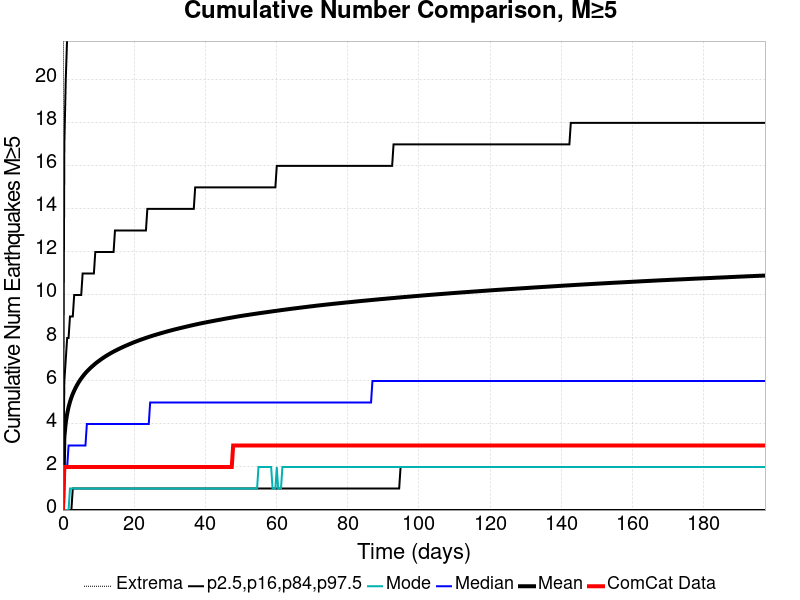 Cumulative Number Comparison, M≥5
Cumulative Num Earthquakes M≥5
20
18
16
14
12
10
8
6
4
2
0
0 20 40 60 80 100 120 140 160 180
Time (days)
Extrema p2.5,p16,p84,p97.5 Mode Median Mean ComCat Data